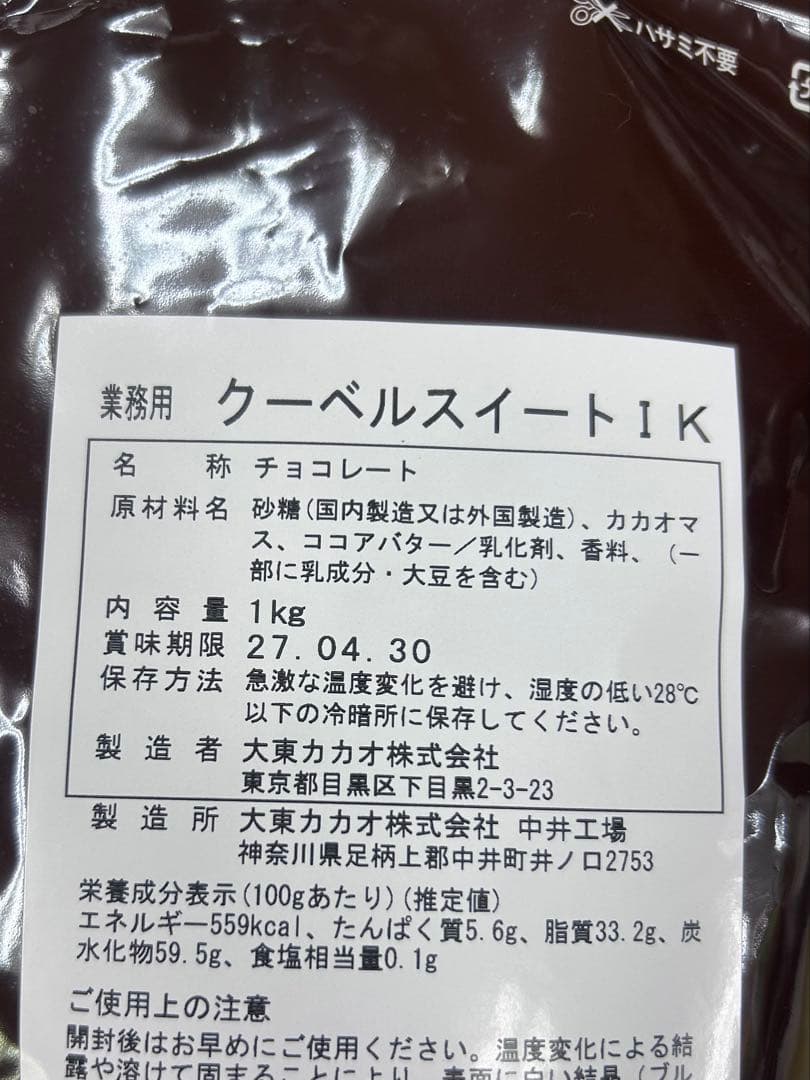 ハサミ不要
業務用 クーベルスイートIK
名称 チョコレート
原材料名 砂糖(国内製造又は外国製造)、カカオマ
ス、ココアバター／乳化剤、香料、(一
部に乳成分・大豆を含む)
内容量 1kg
賞味期限 27.04.30
保存方法 急激な温度変化を避け、湿度の低い28℃
以下の冷暗所に保存してください。
製造者 大東カカオ株式会社
東京都目黒区下目黒2-3-23
製造所 大東カカオ株式会社 中井工場
神奈川県足柄上郡中井町井ノ口2753
栄養成分表示(100gあたり)(推定値)
エネルギー559kcal、たんぱく質5.6g、脂質33.2g、炭
水化物59.5g、食塩相当量0.1g
ご使用上の注意
開封後はお早めにご使用ください。温度変化による結
露や溶けて固まることにより、表面に白い結晶(ブル